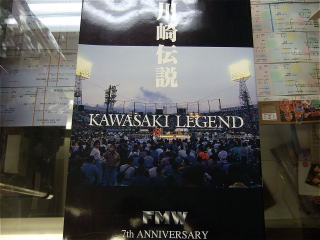 川崎伝説
KAWASAKI LEGEND
FMW
7th ANNIVERSARY